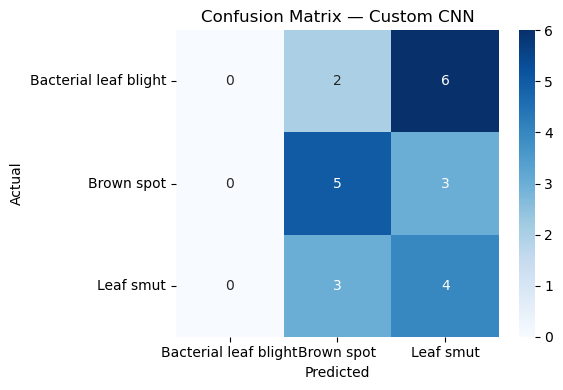 Confusion Matrix — Custom CNN
Actual
Bacterial leaf blight 0 2 6
Brown spot 0 5 3
Leaf smut 0 3 4
Bacterial leaf blight Brown spot Leaf smut
Predicted
6
5
4
3
2
1
0